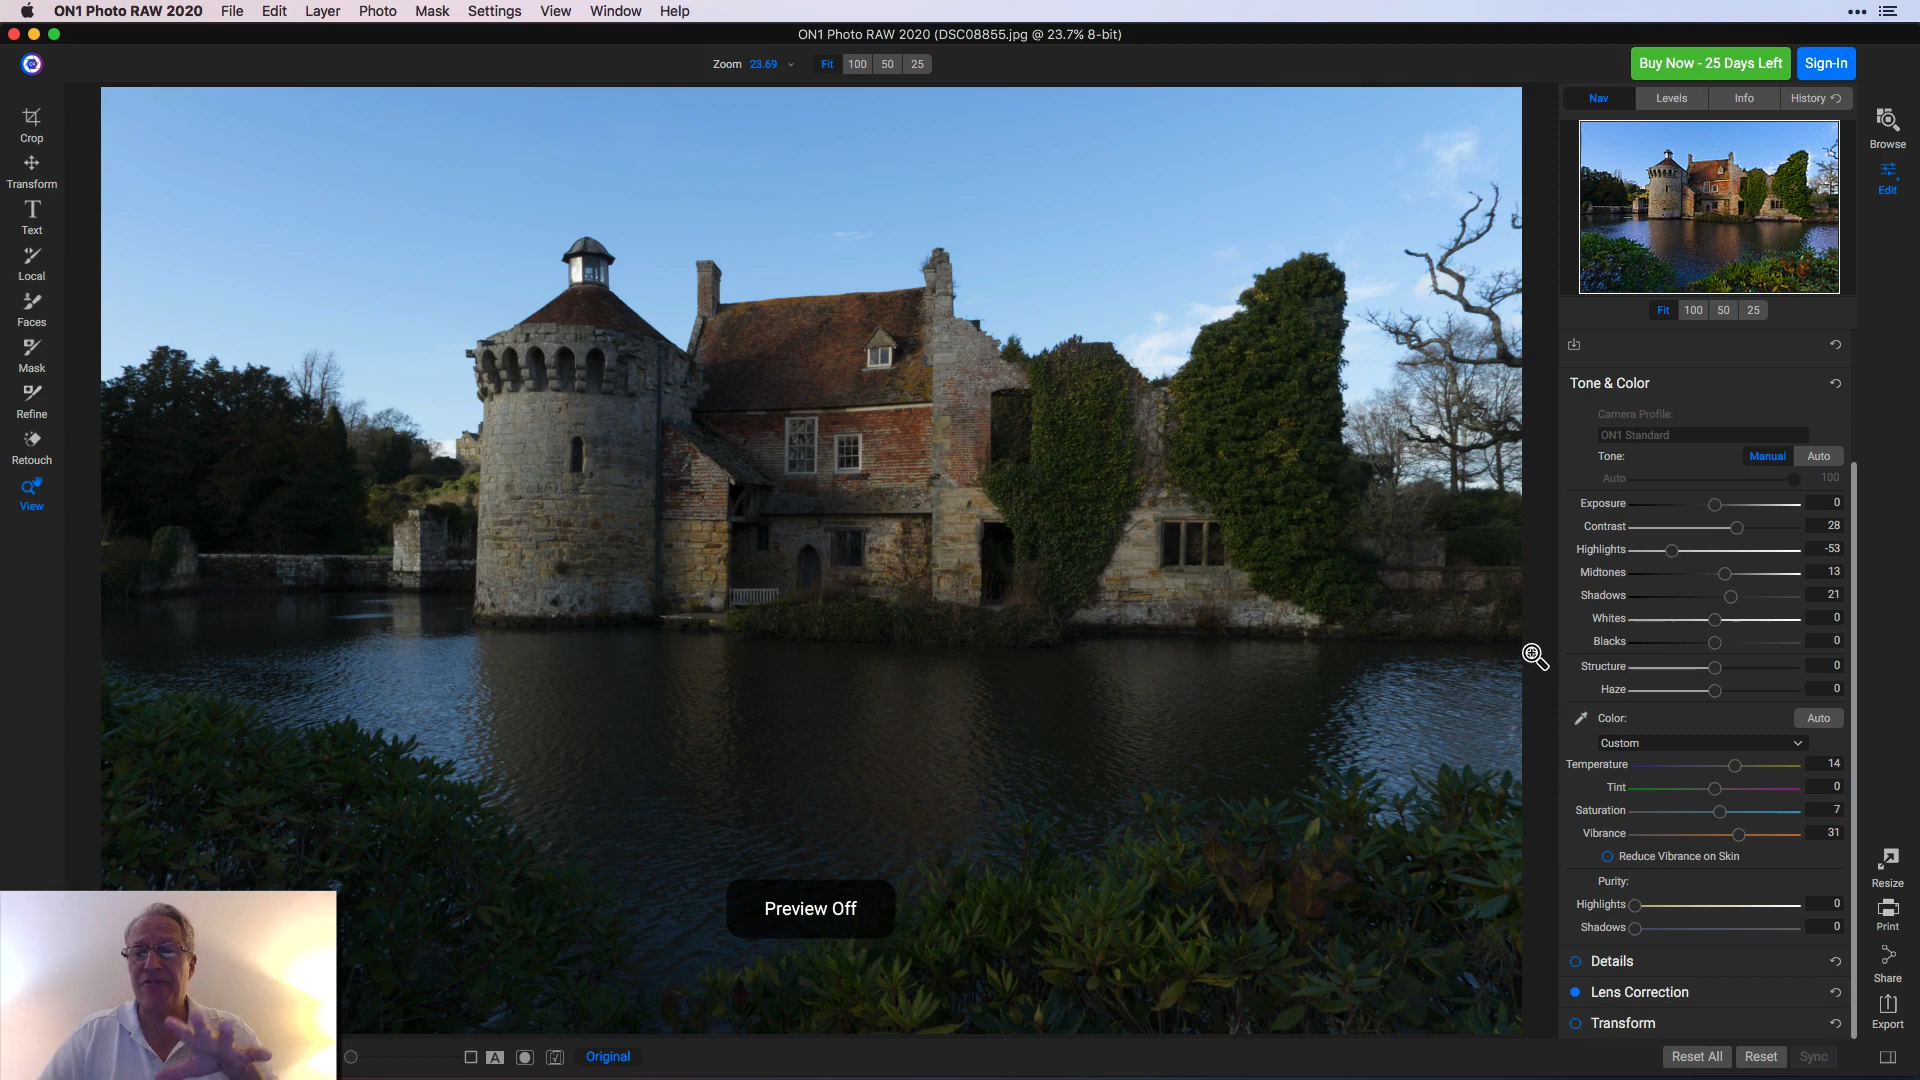 ON1 Photo RAW 2020 File Edit Layer Photo Mask Settings View Window Help
ON1 Photo RAW 2020 (DSC08855.jpg @ 23.7% 8-bit)
Zoom 23.69 Fit 100 50 25
Buy Now - 25 Days Left Sign-In
Nav Levels Info History
Crop
Transform
Text
Local
Faces
Mask
Refine
Retouch
View
Browse
Edit
Fit 100 50 25
Tone & Color
Camera Profile:
ON1 Standard
Tone: Manual Auto
Auto 100
Exposure 0
Contrast 28
Highlights -53
Midtones 13
Shadows 21
Whites 0
Blacks 0
Structure 0
Haze 0
Color: Auto
Custom
Temperature 14
Tint 0
Saturation 7
Vibrance 31
Reduce Vibrance on Skin
Purity:
Highlights 0
Shadows 0
Details
Lens Correction
Transform
Resize
Print
Share
Export
Preview Off
A Original
Reset All Reset Sync